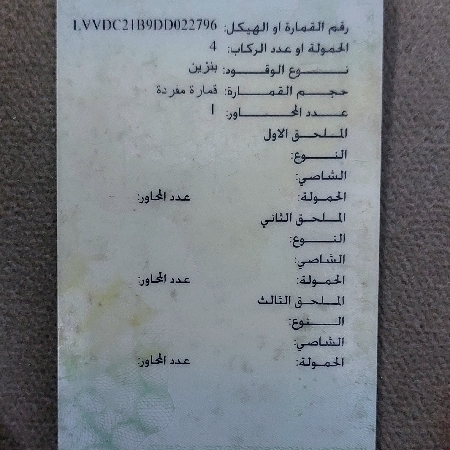 رقم القمارة او الهيكل: LVVDC21B9DD022796
الحمولة او عدد الركاب: 4
نوع الوقود: بنزين
حجم القمارة: قمارة مفردة
عدد المحاور: 1
الملحق الاول
النوع:
الشاصي:
الحمولة: عدد المحاور:
الملحق الثاني
النوع:
الشاصي:
الحمولة: عدد المحاور:
الملحق الثالث
النوع:
الشاصي:
الحمولة: عدد المحاور: